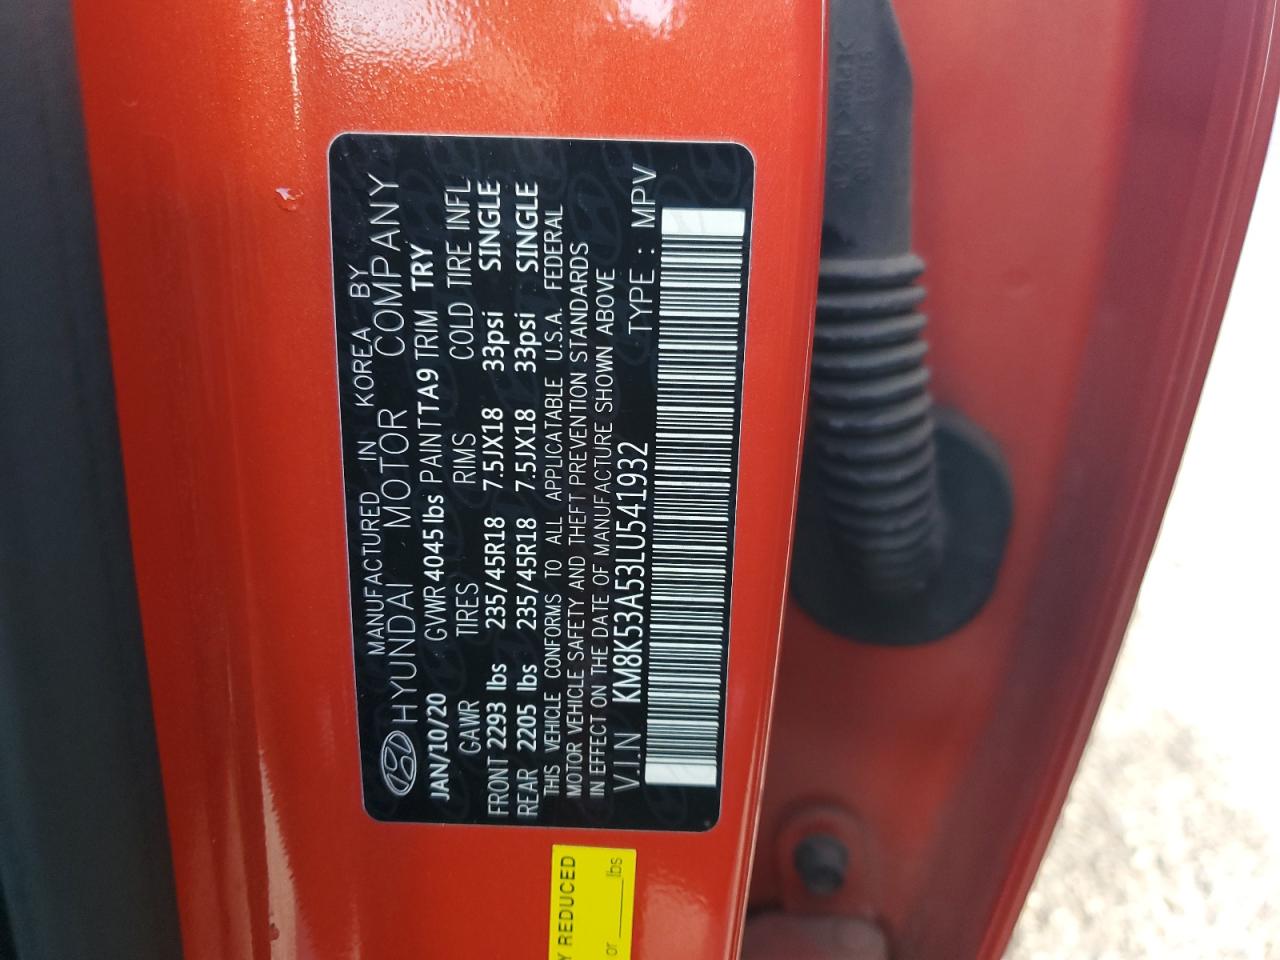 MANUFACTURED IN KOREA BY
HYUNDAI MOTOR COMPANY
JAN/10/20 GVWR 4045 lbs PAINT TA9 TRIM TRY
GAWR TIRES RIMS COLD TIRE INFL
FRONT 2293 lbs 235/45R18 7.5JX18 33psi SINGLE
REAR 2205 lbs 235/45R18 7.5JX18 33psi SINGLE
THIS VEHICLE CONFORMS TO ALL APPLICATABLE U.S.A. FEDERAL
MOTOR VEHICLE SAFETY AND THEFT PREVENTION STANDARDS
IN EFFECT ON THE DATE OF MANUFACTURE SHOWN ABOVE
V.I.N KM8K53A53LU541932 TYPE : MPV
Y REDUCED
or ____ lbs